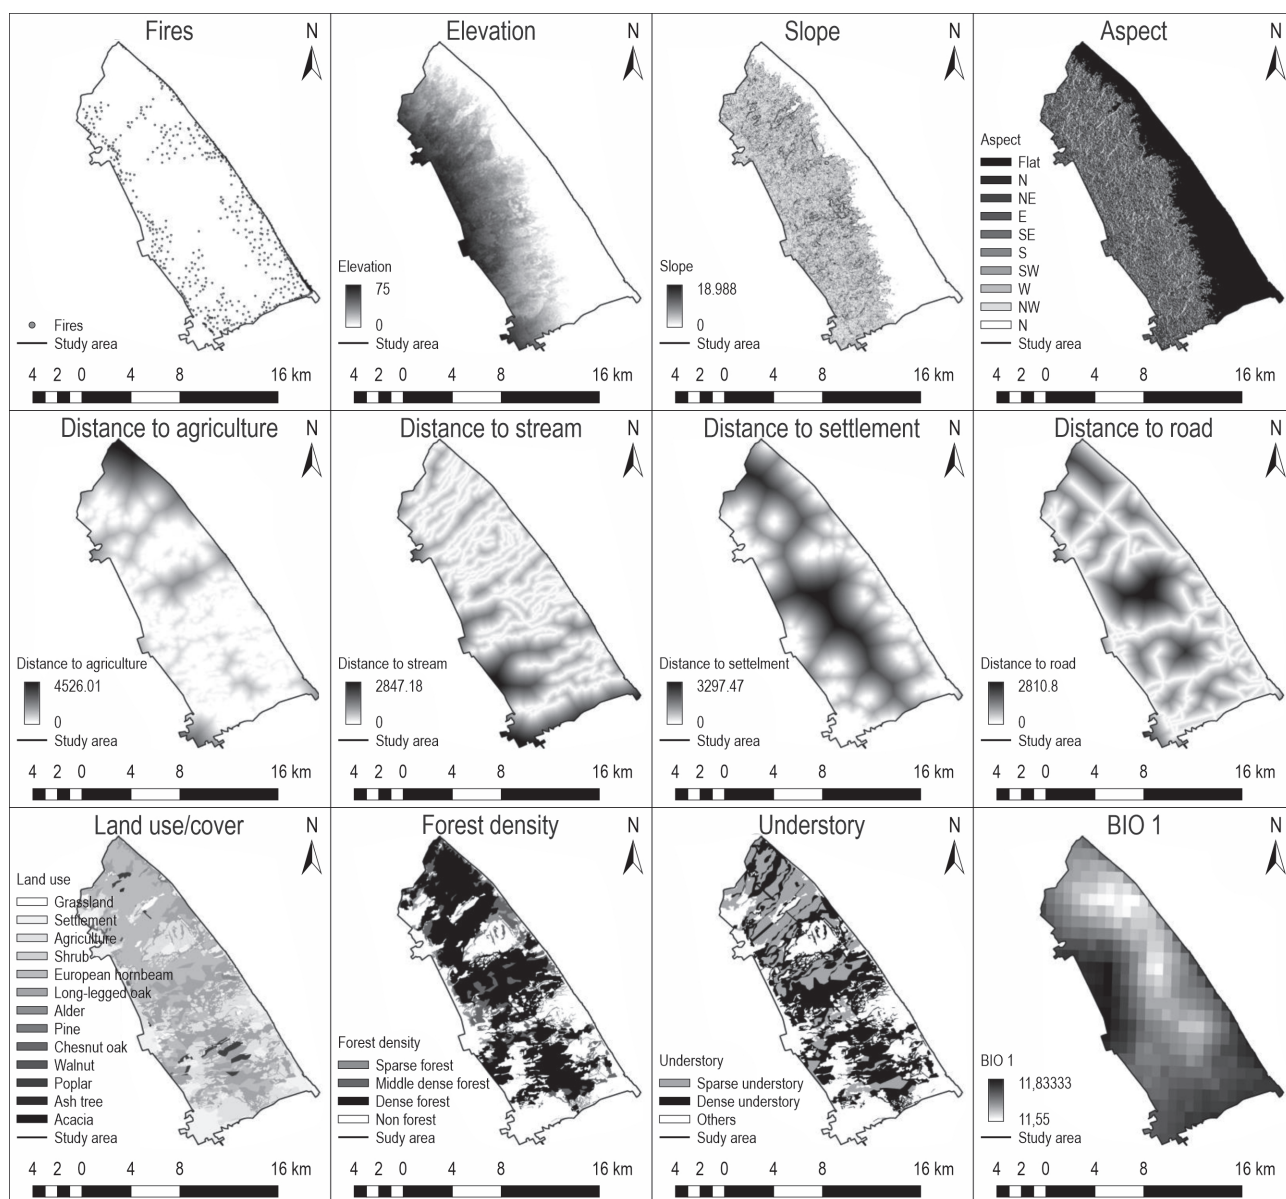 Fires
N
Fires
Study area
4 2 0 4 8 16 km
Elevation
N
Elevation
75
0
Study area
4 2 0 4 8 16 km
Slope
N
Slope
18.988
0
Study area
4 2 0 4 8 16 km
Aspect
N
Aspect
Flat
N
NE
E
SE
S
SW
W
NW
N
Study area
4 2 0 4 8 16 km
Distance to agriculture
N
Distance to agriculture
4526.01
0
Study area
4 2 0 4 8 16 km
Distance to stream
N
Distance to stream
2847.18
0
Study area
4 2 0 4 8 16 km
Distance to settlement
N
Distance to settelment
3297.47
0
Study area
4 2 0 4 8 16 km
Distance to road
N
Distance to road
2810.8
0
Study area
4 2 0 4 8 16 km
Land use/cover
N
Land use
Grassland
Settlement
Agriculture
Shrub
European hornbeam
Long-legged oak
Alder
Pine
Chesnut oak
Walnut
Poplar
Ash tree
Acacia
Study area
4 2 0 4 8 16 km
Forest density
N
Forest density
Sparse forest
Middle dense forest
Dense forest
Non forest
Sudy area
4 2 0 4 8 16 km
Understory
N
Understory
Sparse understory
Dense understory
Others
Sudy area
4 2 0 4 8 16 km
BIO 1
N
BIO 1
11,83333
11,55
Study area
4 2 0 4 8 16 km